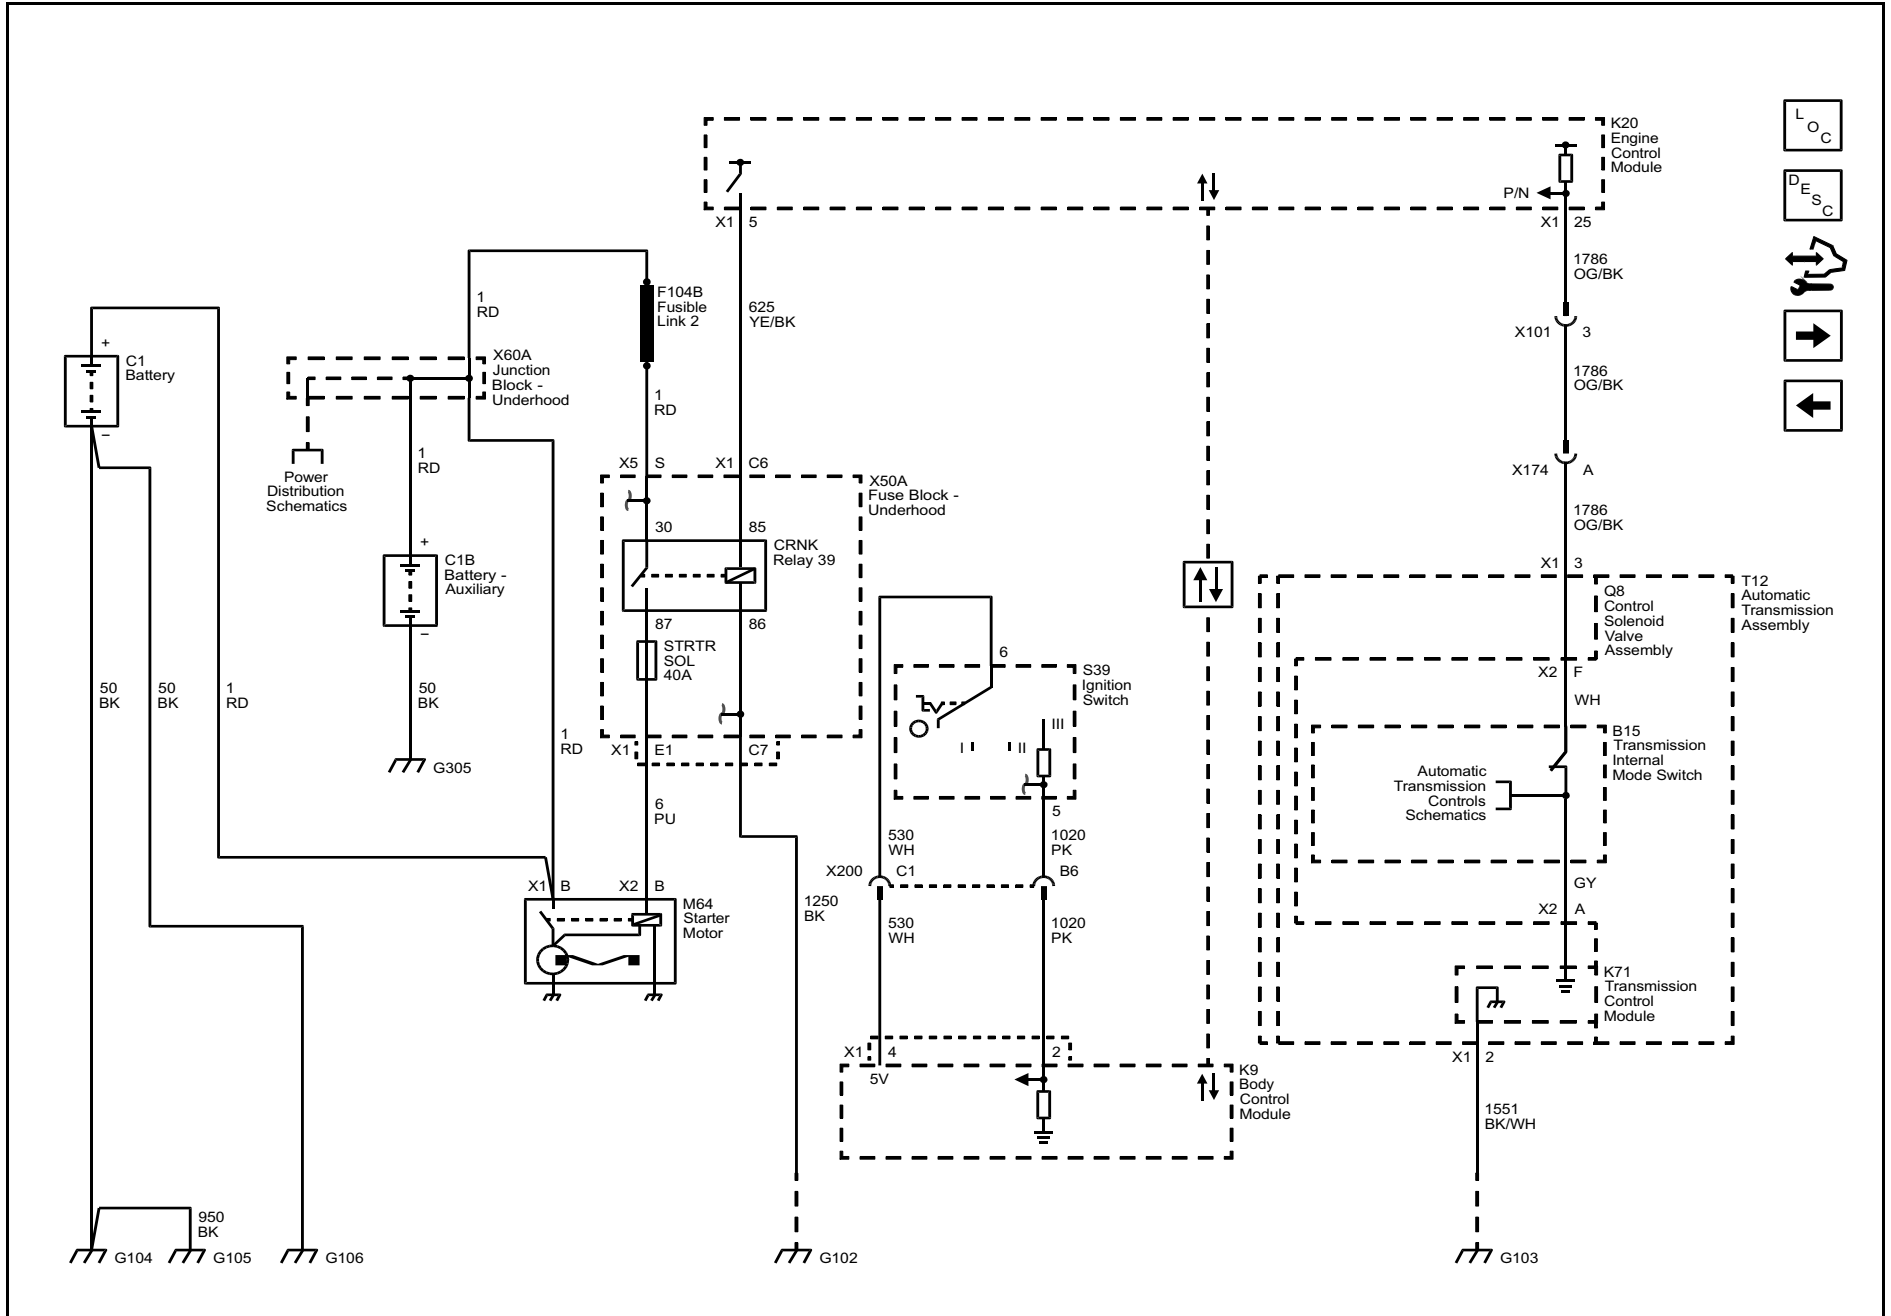 K20
Engine
Control
Module
L
O
C
D
E
S
C
P/N
X1 5
X1 25
1786
OG/BK
1
RD
F104B
Fusible
Link 2
625
YE/BK
X101 3
+
C1
Battery
−
X60A
Junction
Block -
Underhood
1786
OG/BK
1
RD
1
RD
Power
Distribution
Schematics
X5 S
X1 C6
X174 A
X50A
Fuse Block -
Underhood
1786
OG/BK
30
85
CRNK
Relay 39
+
C1B
Battery -
Auxiliary
−
X1 3
T12
Automatic
Transmission
Assembly
Q8
Control
Solenoid
Valve
Assembly
87
86
STRTR
SOL
40A
6
S39
Ignition
Switch
X2 F
WH
50
BK
50
BK
1
RD
50
BK
I
II
III
1
RD
X1 E1
C7
B15
Transmission
Internal
Mode Switch
G305
Automatic
Transmission
Controls
Schematics
6
PU
5
530
WH
1020
PK
X200 C1
B6
GY
X1 B
X2 B
M64
Starter
Motor
1250
BK
530
WH
1020
PK
X2 A
K71
Transmission
Control
Module
X1 4
2
X1 2
5V
K9
Body
Control
Module
1551
BK/WH
950
BK
G104
G105
G106
G102
G103